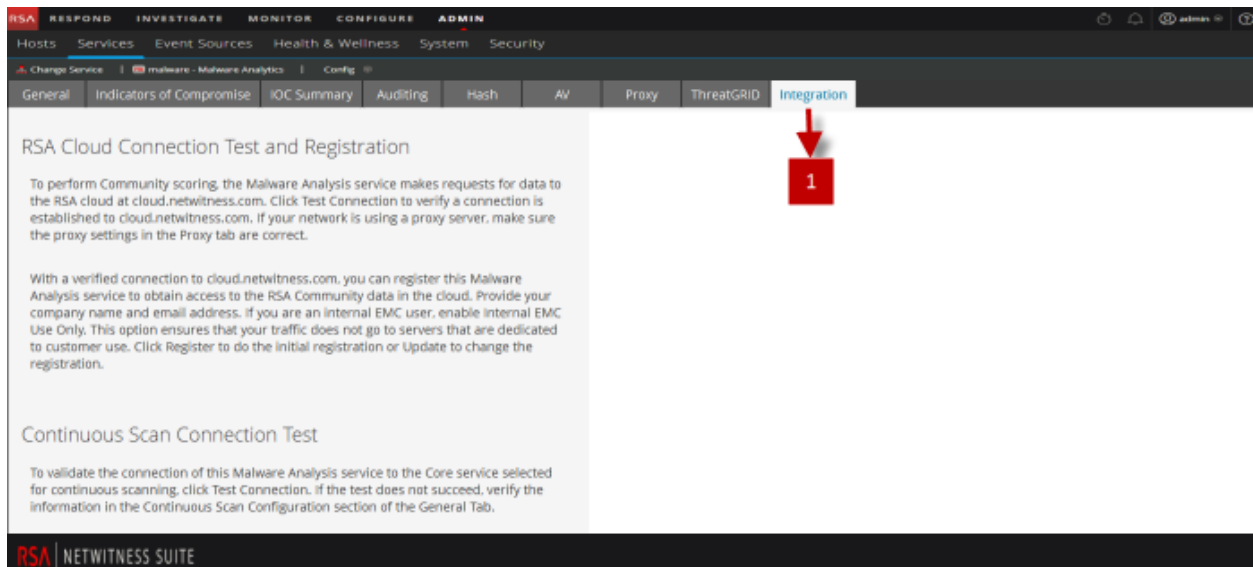 RSA RESPOND INVESTIGATE MONITOR CONFIGURE ADMIN admin
Hosts Services Event Sources Health & Wellness System Security
Change Service | malware - Malware Analytics | Config
General Indicators of Compromise IOC Summary Auditing Hash AV Proxy ThreatGRID Integration
1
RSA Cloud Connection Test and Registration
To perform Community scoring, the Malware Analysis service makes requests for data to
the RSA cloud at cloud.netwitness.com. Click Test Connection to verify a connection is
established to cloud.netwitness.com. If your network is using a proxy server, make sure
the proxy settings in the Proxy tab are correct.
With a verified connection to cloud.netwitness.com, you can register this Malware
Analysis service to obtain access to the RSA Community data in the cloud. Provide your
company name and email address. If you are an internal EMC user, enable Internal EMC
Use Only. This option ensures that your traffic does not go to servers that are dedicated
to customer use. Click Register to do the initial registration or Update to change the
registration.
Continuous Scan Connection Test
To validate the connection of this Malware Analysis service to the Core service selected
for continuous scanning, click Test Connection. If the test does not succeed, verify the
information in the Continuous Scan Configuration section of the General Tab.
RSA | NETWITNESS SUITE